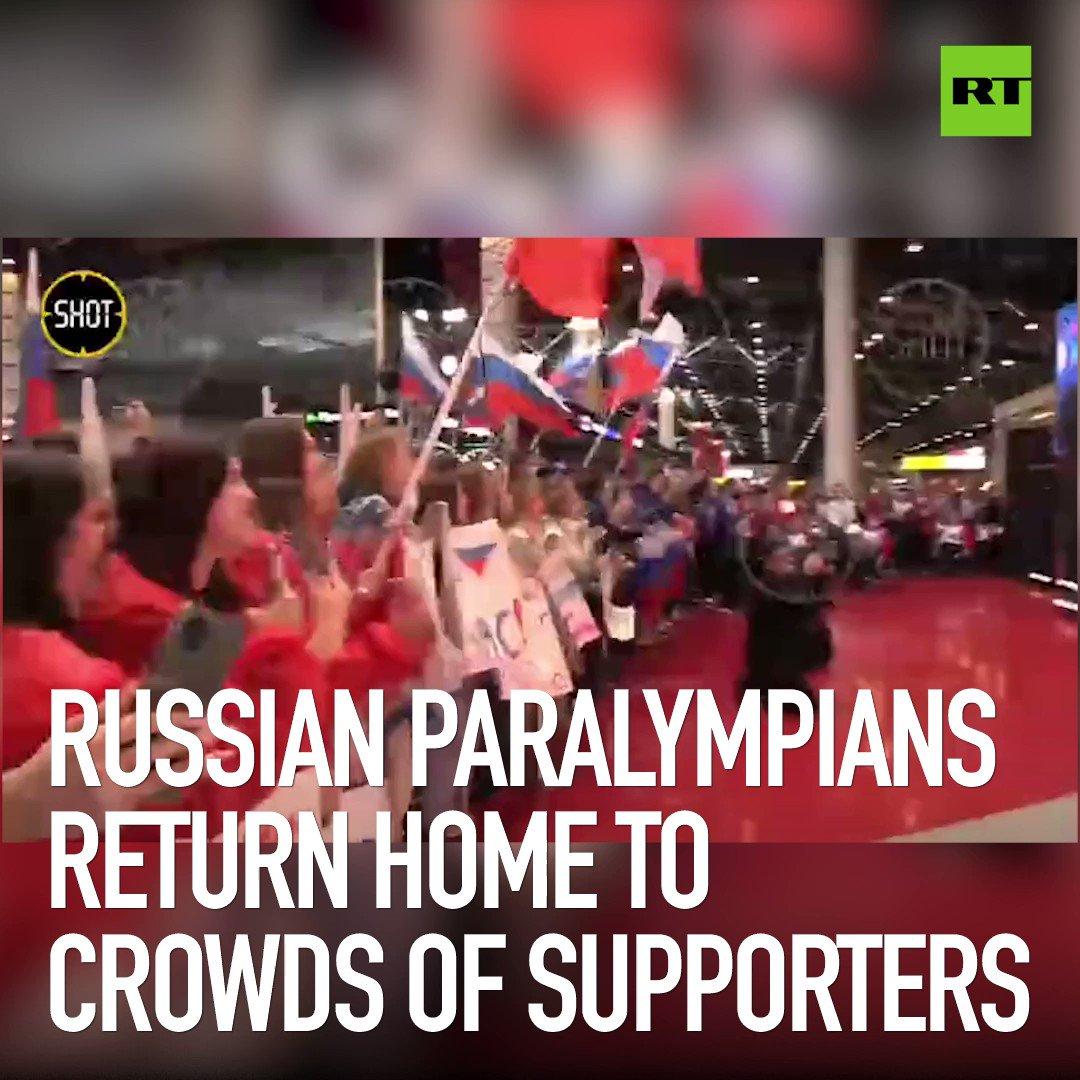 RT
SHOT
RUSSIAN PARALYMPIANS
RETURN HOME TO
CROWDS OF SUPPORTERS